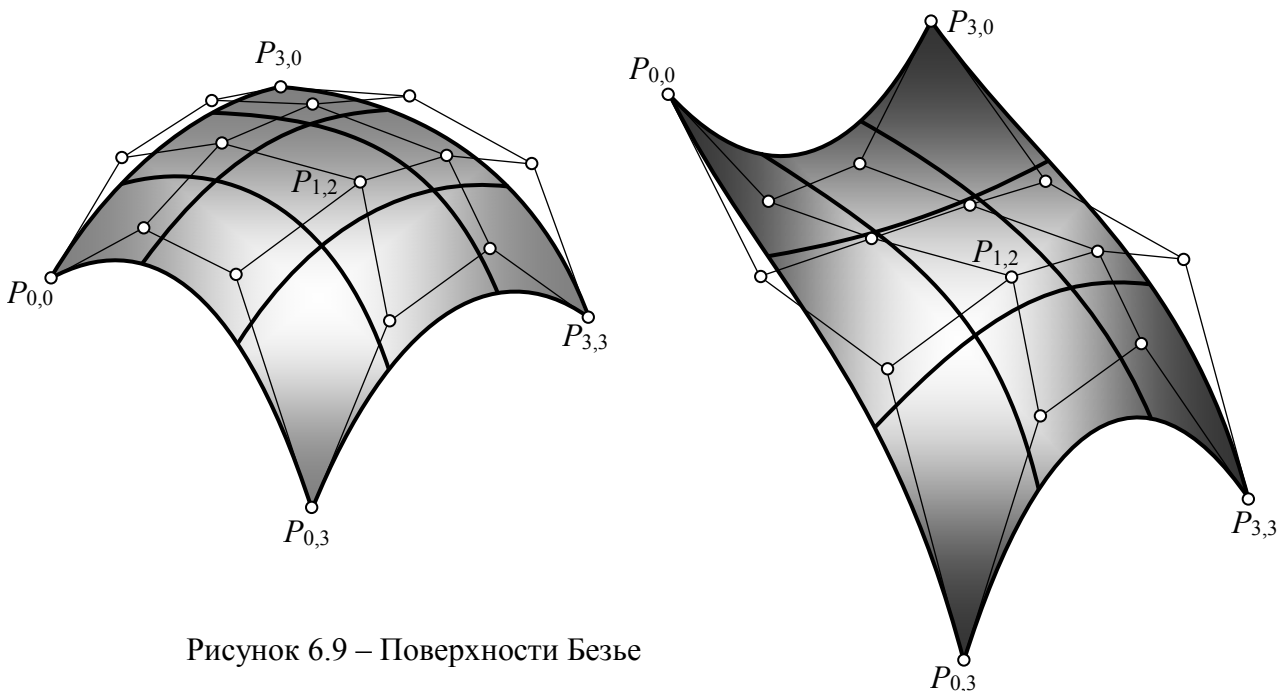 P3,0
P0,0
P1,2
P3,3
P0,3
P3,0
P0,0
P1,2
P3,3
P0,3
Рисунок 6.9 – Поверхности Безье